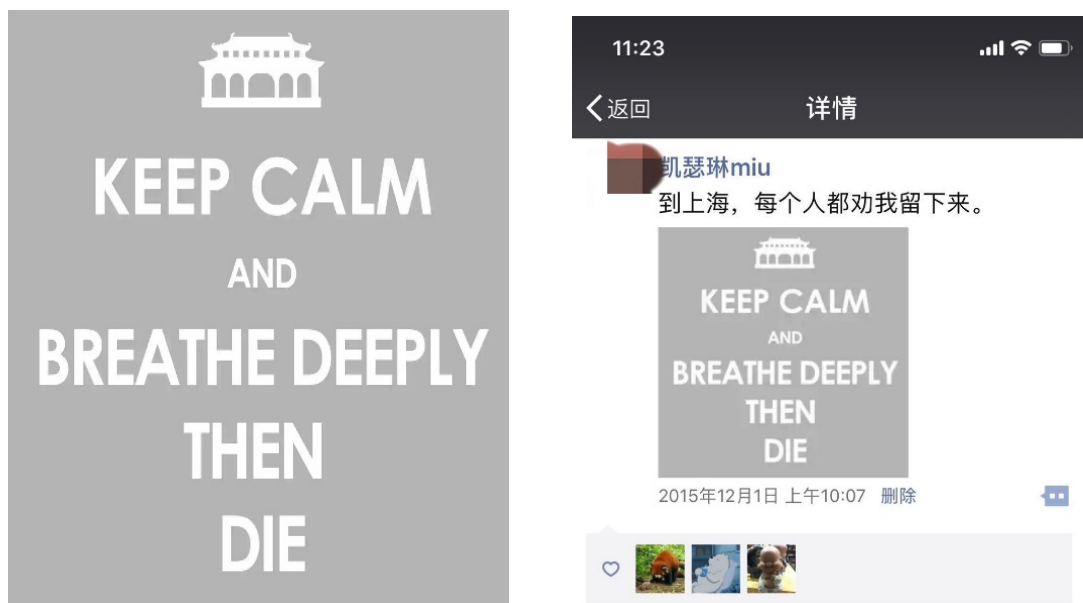 KEEP CALM
AND
BREATHE DEEPLY
THEN
DIE
11:23
返回
详情
凯瑟琳miu
到上海，每个人都劝我留下来。
KEEP CALM
AND
BREATHE DEEPLY
THEN
DIE
2015年12月1日 上午10:07 删除